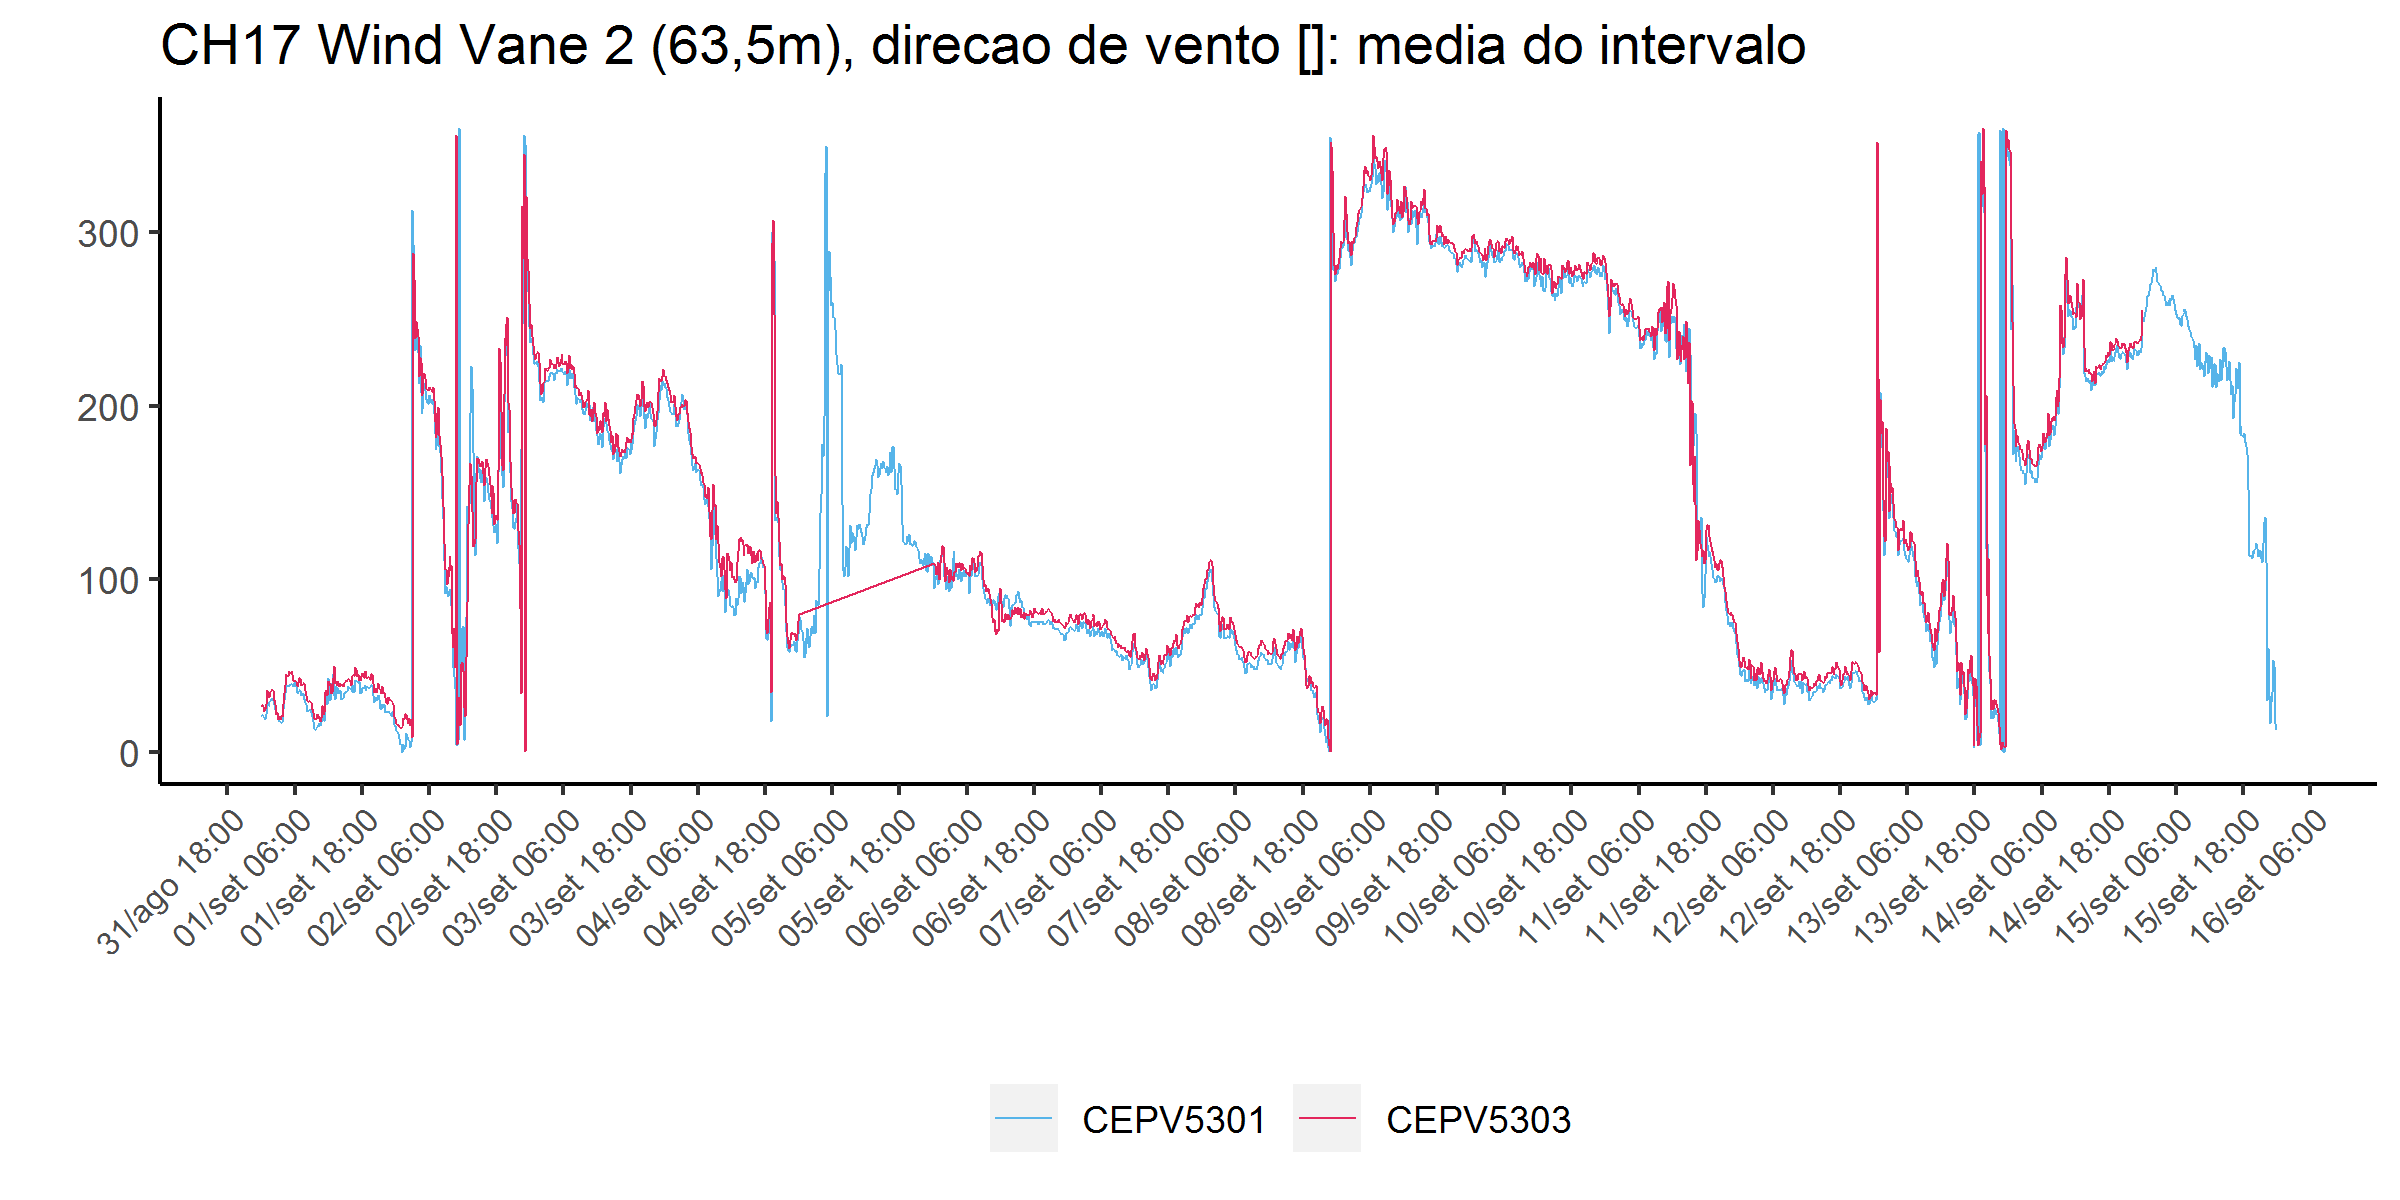 CH17 Wind Vane 2 (63,5m), direcao de vento []: media do intervalo
300
200
100
0
31/ago 18:00
01/set 06:00
01/set 18:00
02/set 06:00
02/set 18:00
03/set 06:00
03/set 18:00
04/set 06:00
04/set 18:00
05/set 06:00
05/set 18:00
06/set 06:00
06/set 18:00
07/set 06:00
07/set 18:00
08/set 06:00
08/set 18:00
09/set 06:00
09/set 18:00
10/set 06:00
10/set 18:00
11/set 06:00
11/set 18:00
12/set 06:00
12/set 18:00
13/set 06:00
13/set 18:00
14/set 06:00
14/set 18:00
15/set 06:00
15/set 18:00
16/set 06:00
CEPV5301
CEPV5303